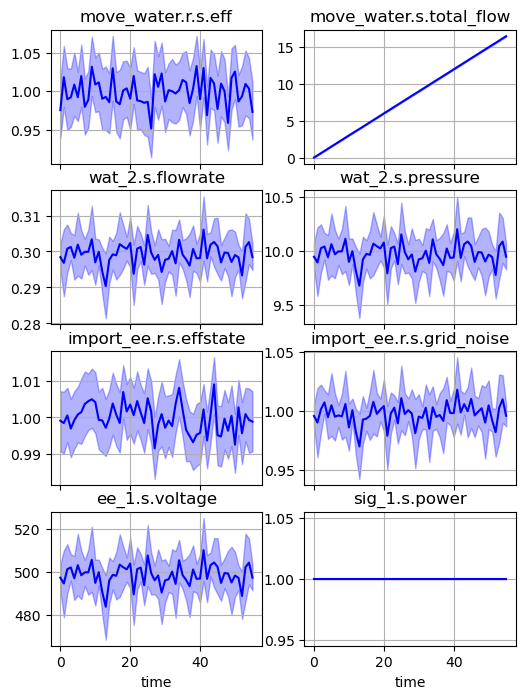 move_water.r.s.eff
move_water.s.total_flow
1.05
1.00
0.95
15
10
5
0
wat_2.s.flowrate
wat_2.s.pressure
0.31
0.30
0.29
0.28
10.5
10.0
9.5
import_ee.r.s.effstate
import_ee.r.s.grid_noise
1.01
1.00
0.99
1.05
1.00
0.95
ee_1.s.voltage
sig_1.s.power
520
500
480
1.05
1.00
0.95
0 20 40
0 20 40
time
time